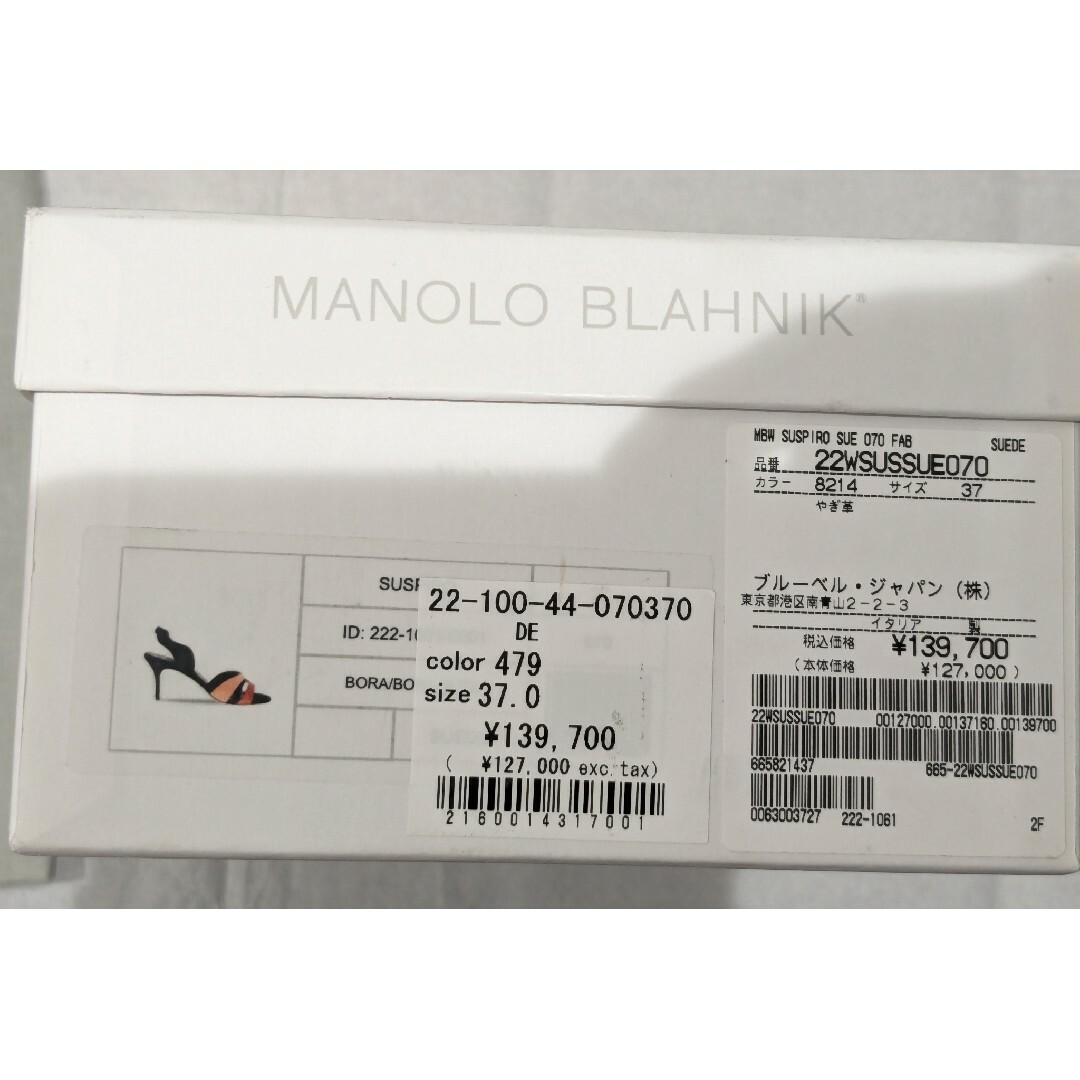 MANOLO BLAHNIK®
SUSP
ID: 222-10
BORA/BO
22-100-44-070370
DE
color 479
size 37.0
¥139,700
( ¥127,000 exc.tax)
2160014317001
MBW SUSPIRO SUE 070 FAB SUEDE
品番 22WSUSSUE070
カラー 8214 サイズ 37
やぎ革
ブルーベル・ジャパン(株)
東京都港区南青山2-2-3
イタリア 製
税込価格 ¥139,700
(本体価格 ¥127,000)
22WSUSSUE070 00127000.00137160.00139700
665821437 665-22WSUSSUE070
0063003727 222-1061 2F